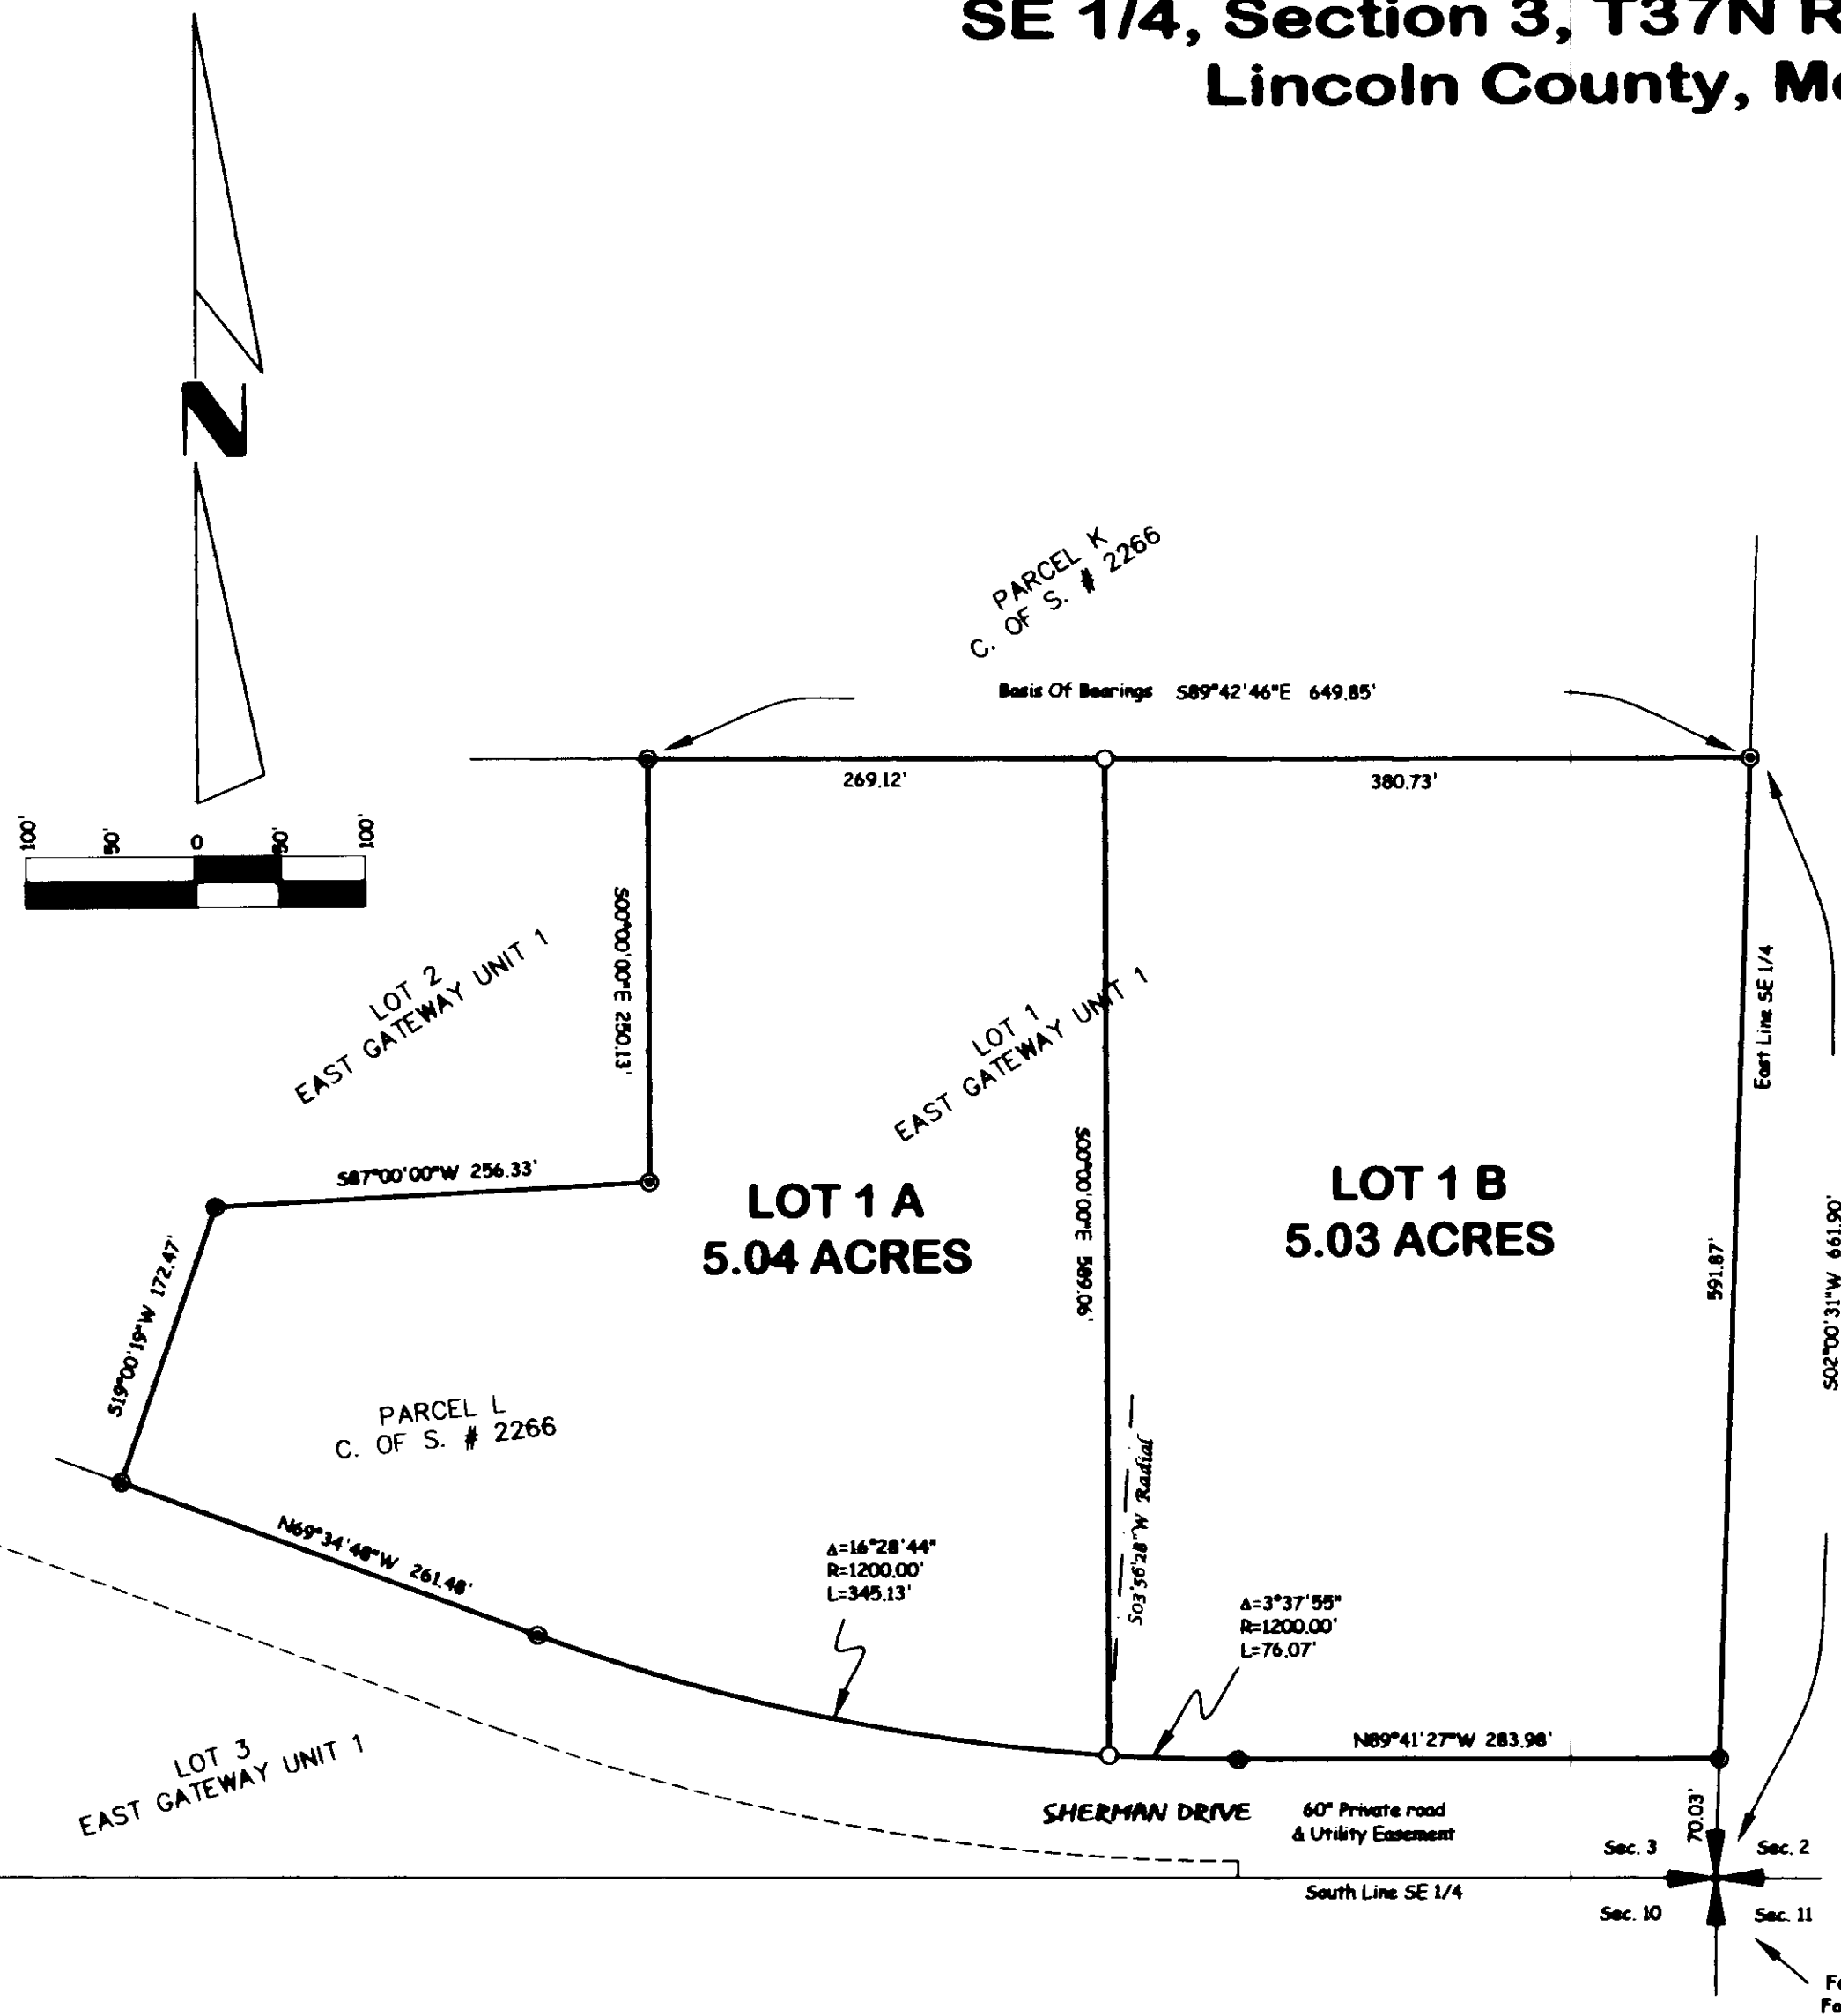 SE 1/4, Section 3, T37N R
Lincoln County, Mo
N
PARCEL K
C. OF S. # 2266
Basis Of Bearings S89°42'46"E 649.85'
269.12'
380.73'
100'
50'
0
50'
100'
S00°00'00"E 250.13'
LOT 2
EAST GATEWAY UNIT 1
LOT 1
EAST GATEWAY UNIT 1
East Line SE 1/4
S87°00'00"W 256.33'
LOT 1 A
5.04 ACRES
S00°00'00"E 589.06'
LOT 1 B
5.03 ACRES
591.87'
S02°00'31"W 661.90'
S19°00'19"W 172.47'
PARCEL L
C. OF S. # 2266
N69°34'48"W 261.48'
Δ=16°28'44"
R=1200.00'
L=345.13'
S03°56'28"W Radial
Δ=3°37'55"
R=1200.00'
L=76.07'
N89°41'27"W 283.98'
LOT 3
EAST GATEWAY UNIT 1
SHERMAN DRIVE
60" Private road
& Utility Easement
70.03'
Sec. 3
Sec. 2
South Line SE 1/4
Sec. 10
Sec. 11